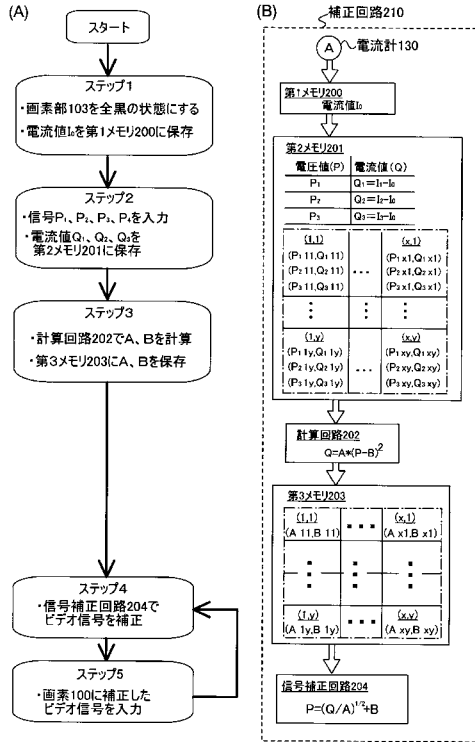 (A)
スタート
ステップ1
・画素部103を全黒の状態にする
・電流値I₀を第1メモリ200に保存
ステップ2
・信号P₁、P₂、P₃、P₄を入力
・電流値Q₁、Q₂、Q₃を
第2メモリ201に保存
ステップ3
・計算回路202でA、Bを計算
・第3メモリ203にA、Bを保存
ステップ4
・信号補正回路204で
ビデオ信号を補正
ステップ5
・画素100に補正した
ビデオ信号を入力
(B)
補正回路210
A
電流計130
第1メモリ200
電流値I₀
第2メモリ201
電圧値(P) 電流値(Q)
P₁ Q₁=I₁-I₀
P₂ Q₂=I₂-I₀
P₃ Q₃=I₃-I₀
(1,1) (x,1)
(P₁ 11,Q₁ 11) (P₁ x1,Q₁ x1)
(P₂ 11,Q₂ 11) ••• (P₂ x1,Q₂ x1)
(P₃ 11,Q₃ 11) (P₃ x1,Q₃ x1)
(1,y) (x,y)
(P₁ 1y,Q₁ 1y) (P₁ xy,Q₁ xy)
(P₂ 1y,Q₂ 1y) ••• (P₂ xy,Q₂ xy)
(P₃ 1y,Q₃ 1y) (P₃ xy,Q₃ xy)
計算回路202
Q=A*(P-B)²
第3メモリ203
(1,1) ••• (x,1)
(A 11,B 11) (A x1,B x1)
(1,y) ••• (x,y)
(A 1y,B 1y) (A xy,B xy)
信号補正回路204
P=(Q/A)^1/2+B